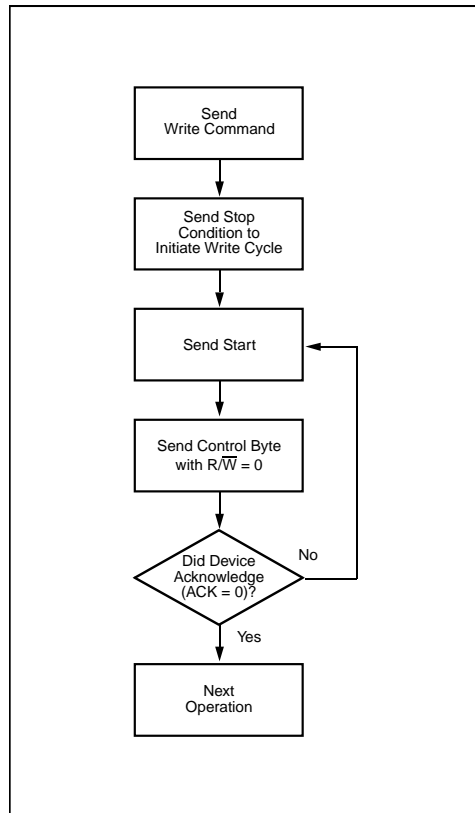 Send
Write Command
Send Stop
Condition to
Initiate Write Cycle
Send Start
Send Control Byte
with R/W̅ = 0
Did Device
Acknowledge
(ACK = 0)?
No
Yes
Next
Operation